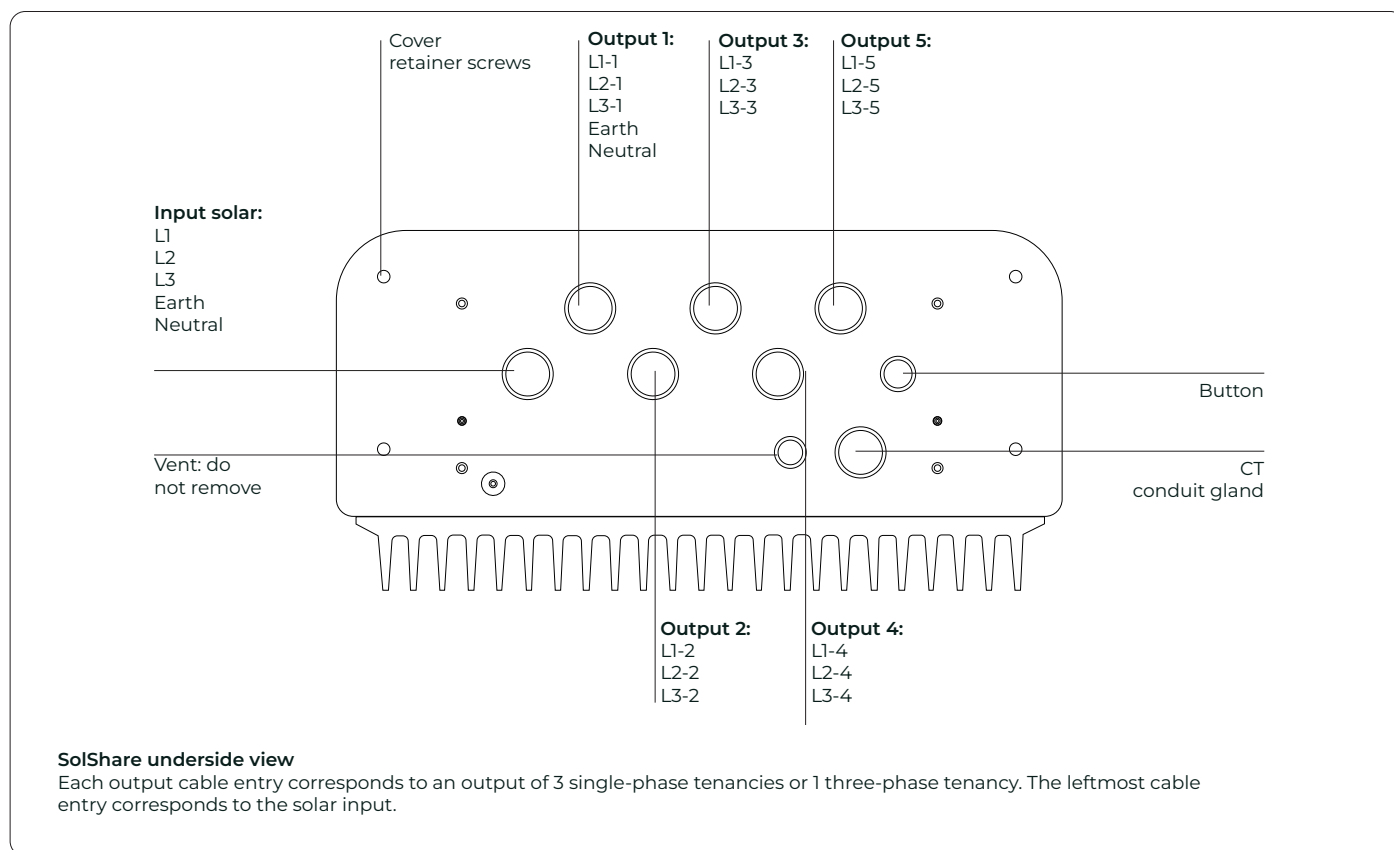 Cover
retainer screws
Output 1:
L1-1
L2-1
L3-1
Earth
Neutral
Output 3:
L1-3
L2-3
L3-3
Output 5:
L1-5
L2-5
L3-5
Input solar:
L1
L2
L3
Earth
Neutral
Button
Vent: do
not remove
CT
conduit gland
Output 2:
L1-2
L2-2
L3-2
Output 4:
L1-4
L2-4
L3-4
SolShare underside view
Each output cable entry corresponds to an output of 3 single-phase tenancies or 1 three-phase tenancy. The leftmost cable
entry corresponds to the solar input.